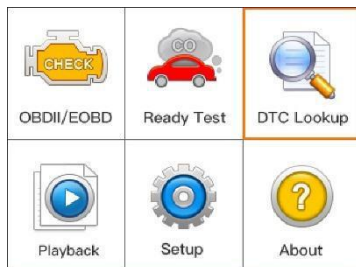 CHECK
CO
OBDII/EOBD
Ready Test
DTC Lookup
?
Playback
Setup
About